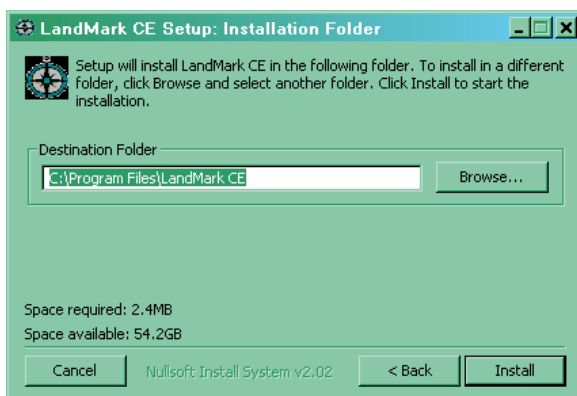 LandMark CE Setup: Installation Folder
Setup will install LandMark CE in the following folder. To install in a different
folder, click Browse and select another folder. Click Install to start the
installation.
Destination Folder
C:\Program Files\LandMark CE
Browse...
Space required: 2.4MB
Space available: 54.2GB
Cancel
Nullsoft Install System v2.02
< Back
Install